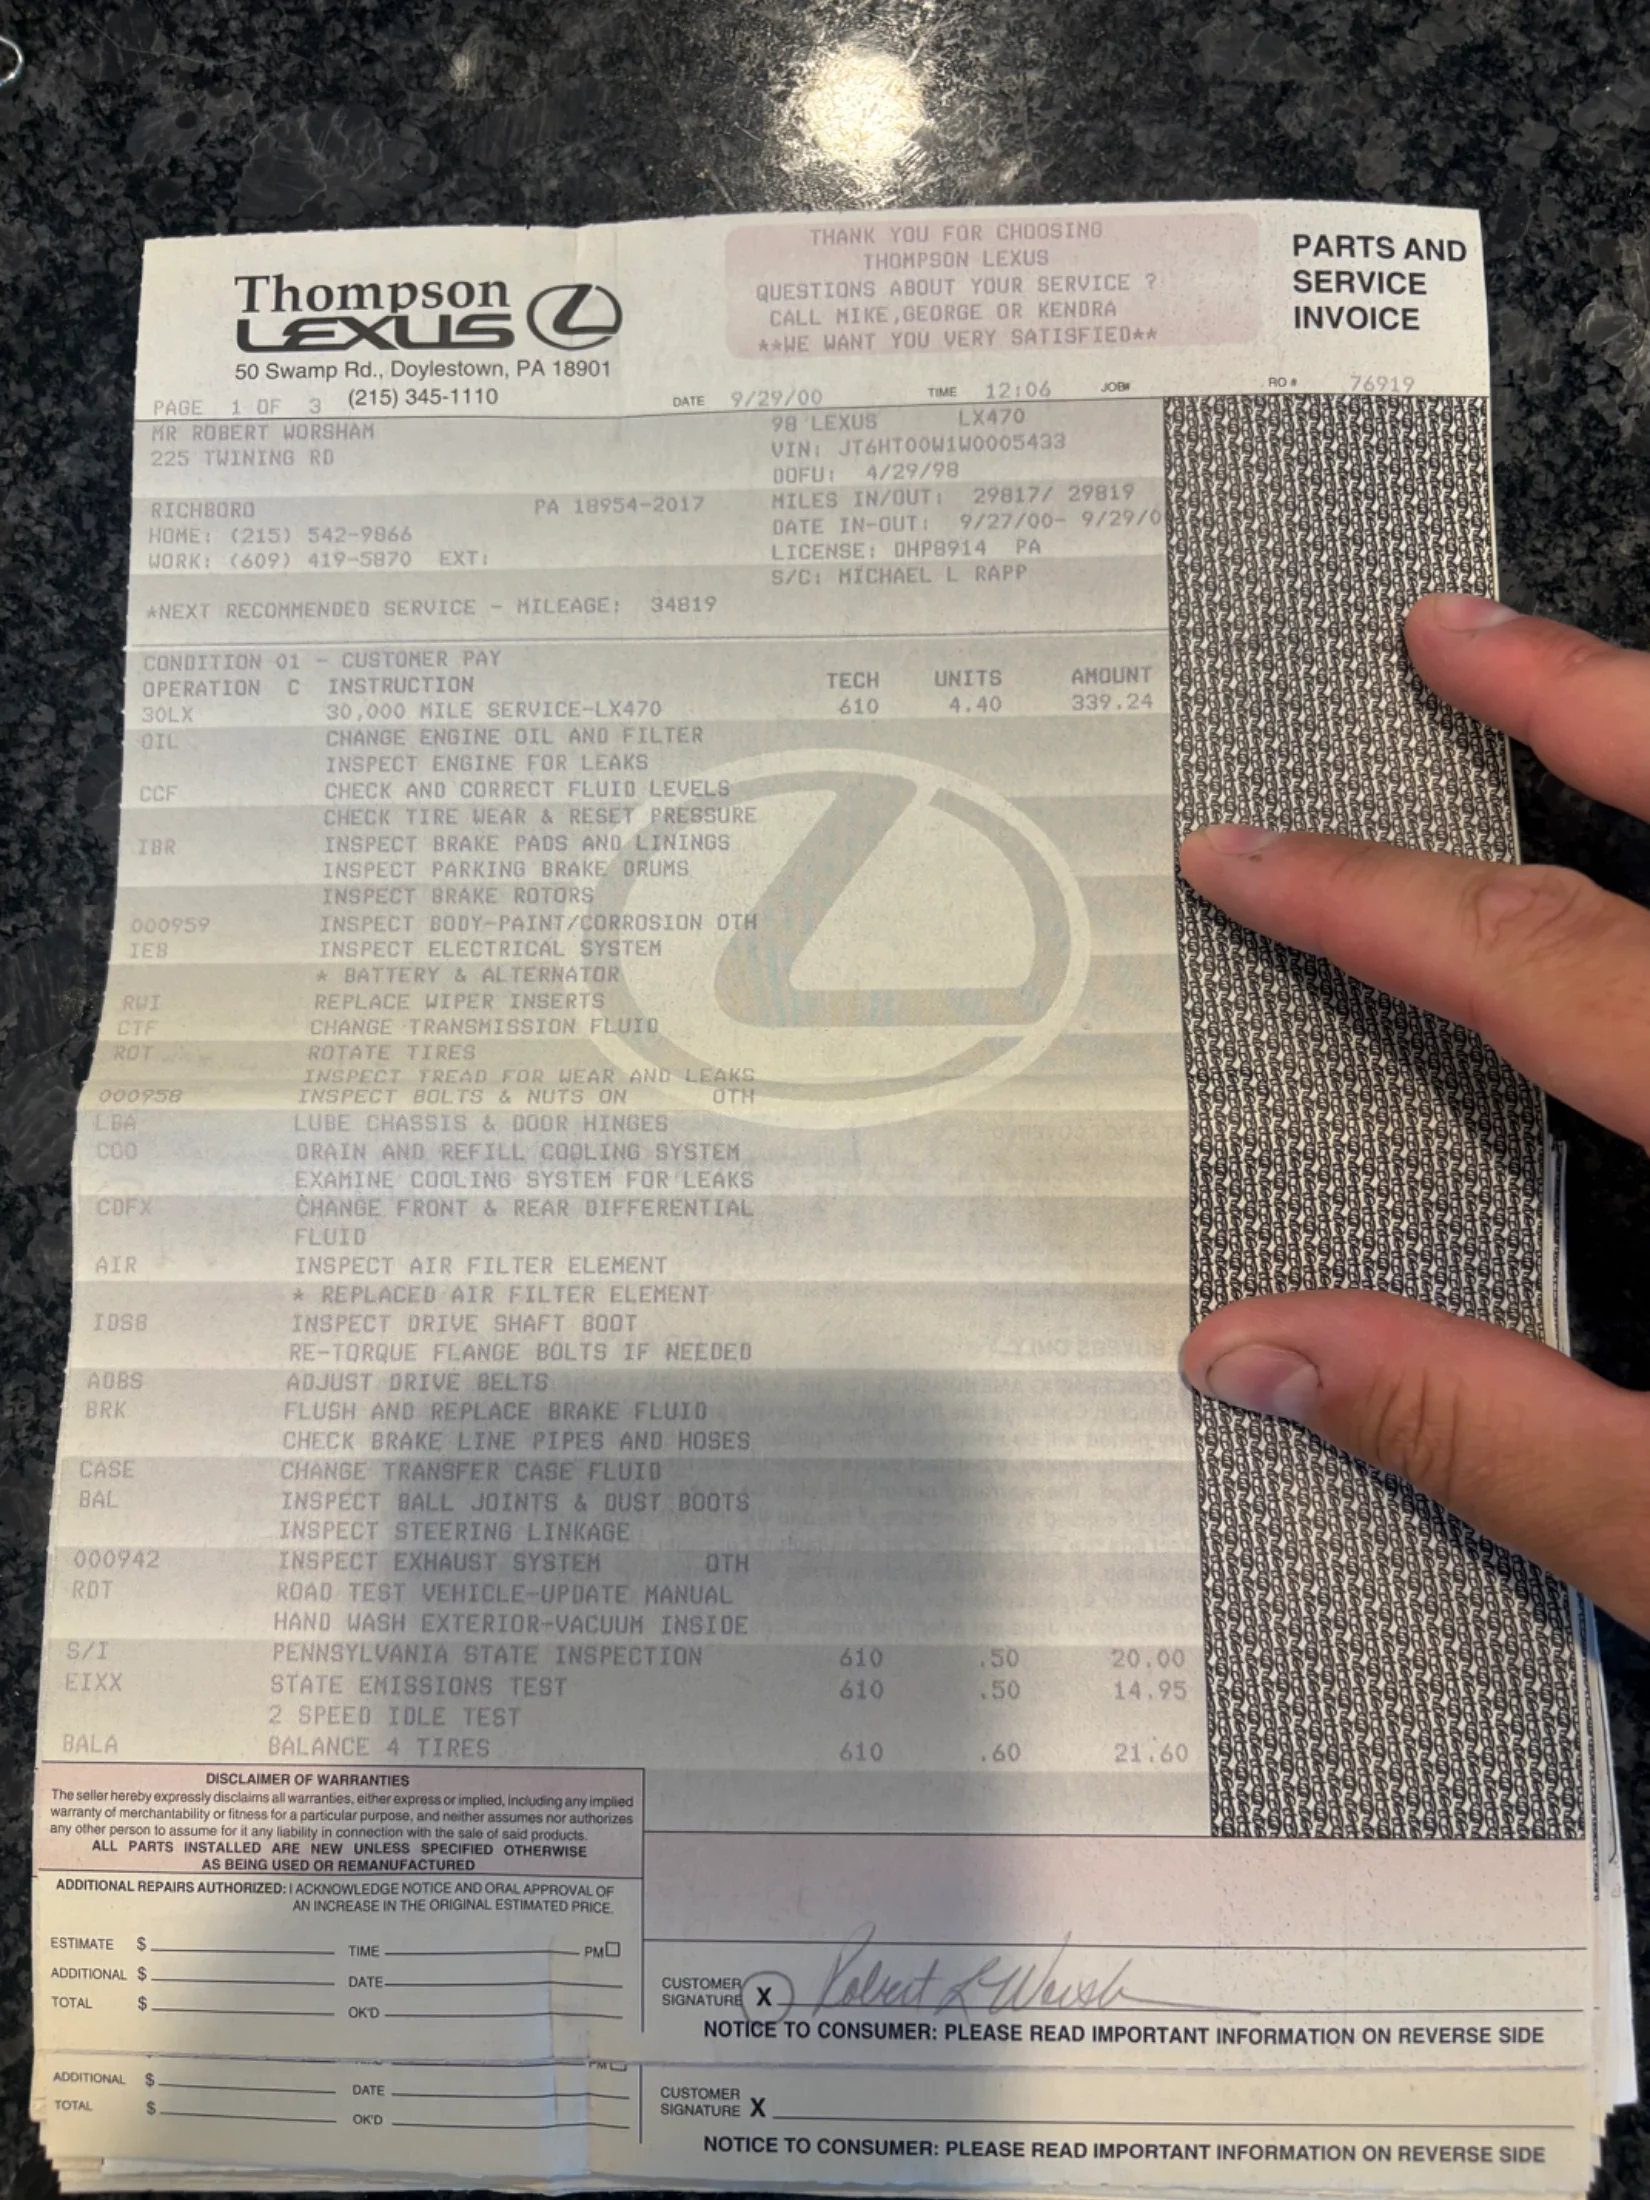 THANK YOU FOR CHOOSING
THOMPSON LEXUS
QUESTIONS ABOUT YOUR SERVICE ?
CALL MIKE,GEORGE OR KENDRA
**WE WANT YOU VERY SATISFIED**
PARTS AND
SERVICE
INVOICE
Thompson
LEXUS
50 Swamp Rd., Doylestown, PA 18901
(215) 345-1110
PAGE 1 OF 3
DATE 9/29/00 TIME 12:06 JOB# RO # 76919
MR ROBERT WORSHAM
225 TWINING RD
RICHBORO PA 18954-2017
HOME: (215) 542-9866
WORK: (609) 419-5870 EXT:
98 LEXUS LX470
VIN: JT6HT00W1W0005433
DOFU: 4/29/98
MILES IN/OUT: 29817/ 29819
DATE IN-OUT: 9/27/00- 9/29/0
LICENSE: DHP8914 PA
S/C: MICHAEL L RAPP
*NEXT RECOMMENDED SERVICE - MILEAGE: 34819
CONDITION 01 - CUSTOMER PAY
OPERATION C INSTRUCTION TECH UNITS AMOUNT
30LX 30,000 MILE SERVICE-LX470 610 4.40 339.24
OIL CHANGE ENGINE OIL AND FILTER
INSPECT ENGINE FOR LEAKS
CCF CHECK AND CORRECT FLUID LEVELS
CHECK TIRE WEAR & RESET PRESSURE
IBR INSPECT BRAKE PADS AND LININGS
INSPECT PARKING BRAKE DRUMS
INSPECT BRAKE ROTORS
000959 INSPECT BODY-PAINT/CORROSION OTH
IEB INSPECT ELECTRICAL SYSTEM
* BATTERY & ALTERNATOR
RWI REPLACE WIPER INSERTS
CTF CHANGE TRANSMISSION FLUID
ROT ROTATE TIRES
INSPECT TREAD FOR WEAR AND LEAKS
000958 INSPECT BOLTS & NUTS ON OTH
LBA LUBE CHASSIS & DOOR HINGES
COO DRAIN AND REFILL COOLING SYSTEM
EXAMINE COOLING SYSTEM FOR LEAKS
CDFX CHANGE FRONT & REAR DIFFERENTIAL
FLUID
AIR INSPECT AIR FILTER ELEMENT
* REPLACED AIR FILTER ELEMENT
IDSB INSPECT DRIVE SHAFT BOOT
RE-TORQUE FLANGE BOLTS IF NEEDED
ADBS ADJUST DRIVE BELTS
BRK FLUSH AND REPLACE BRAKE FLUID
CHECK BRAKE LINE PIPES AND HOSES
CASE CHANGE TRANSFER CASE FLUID
BAL INSPECT BALL JOINTS & DUST BOOTS
INSPECT STEERING LINKAGE
000942 INSPECT EXHAUST SYSTEM OTH
RDT ROAD TEST VEHICLE-UPDATE MANUAL
HAND WASH EXTERIOR-VACUUM INSIDE
S/I PENNSYLVANIA STATE INSPECTION 610 .50 20.00
EIXX STATE EMISSIONS TEST 610 .50 14.95
2 SPEED IDLE TEST
BALA BALANCE 4 TIRES 610 .60 21.60
DISCLAIMER OF WARRANTIES
The seller hereby expressly disclaims all warranties, either express or implied, including any implied
warranty of merchantability or fitness for a particular purpose, and neither assumes nor authorizes
any other person to assume for it any liability in connection with the sale of said products.
ALL PARTS INSTALLED ARE NEW UNLESS SPECIFIED OTHERWISE
AS BEING USED OR REMANUFACTURED
ADDITIONAL REPAIRS AUTHORIZED: I ACKNOWLEDGE NOTICE AND ORAL APPROVAL OF
AN INCREASE IN THE ORIGINAL ESTIMATED PRICE.
ESTIMATE $ TIME PM
ADDITIONAL $ DATE
TOTAL $ OK'D
CUSTOMER
SIGNATURE X Robert L Worsh
NOTICE TO CONSUMER: PLEASE READ IMPORTANT INFORMATION ON REVERSE SIDE
PM
ADDITIONAL $ DATE
TOTAL $ OK'D
CUSTOMER
SIGNATURE X
NOTICE TO CONSUMER: PLEASE READ IMPORTANT INFORMATION ON REVERSE SIDE